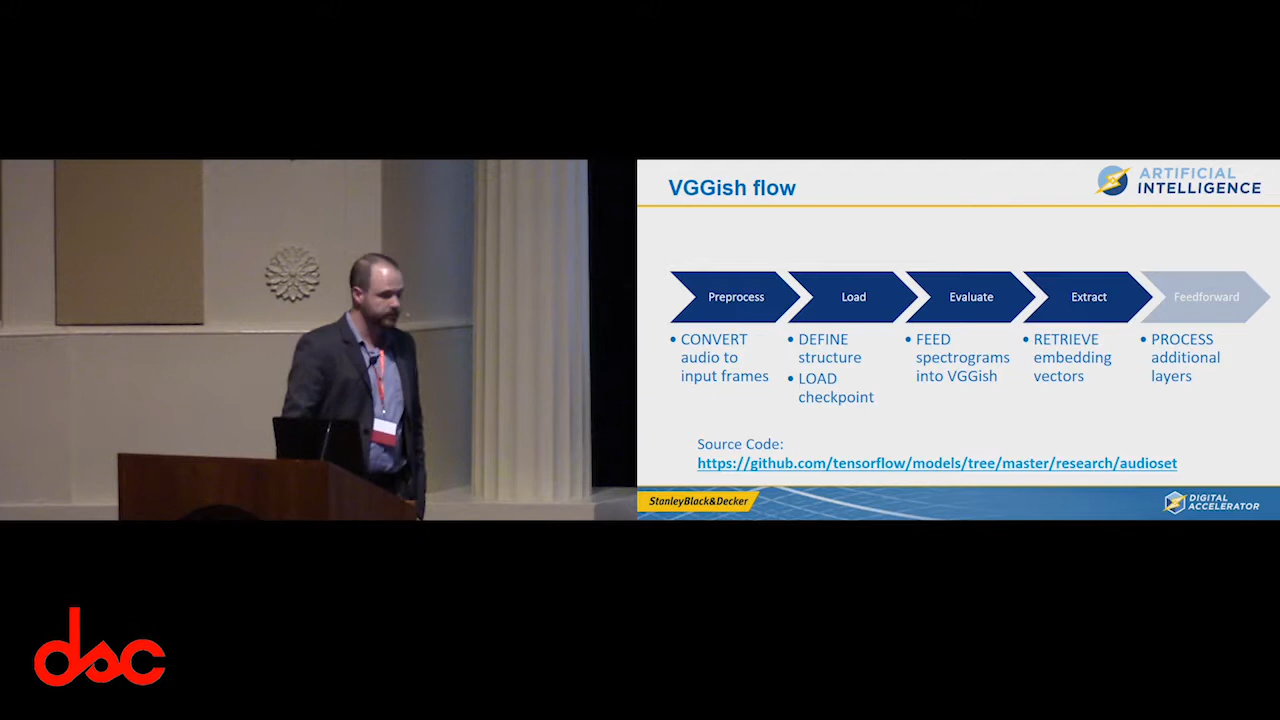 VGGish flow
ARTIFICIAL
INTELLIGENCE
Preprocess
Load
Evaluate
Extract
Feedforward
• CONVERT
audio to
input frames
• DEFINE
structure
• LOAD
checkpoint
• FEED
spectrograms
into VGGish
• RETRIEVE
embedding
vectors
• PROCESS
additional
layers
Source Code:
https://github.com/tensorflow/models/tree/master/research/audioset
StanleyBlack&Decker
DIGITAL
ACCELERATOR
dsc